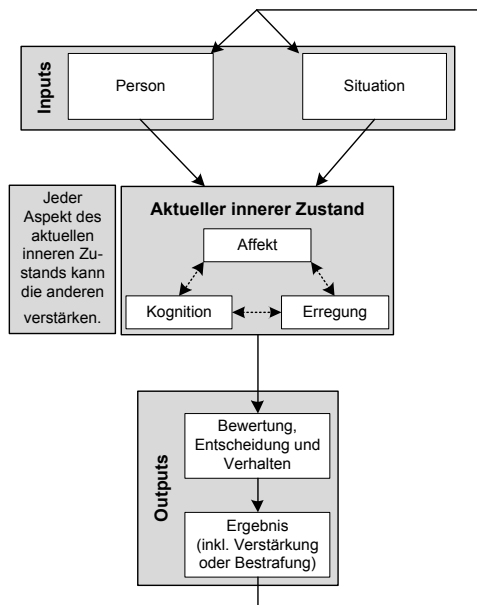 Inputs
Person
Situation
Jeder
Aspekt des
aktuellen
inneren Zu-
stands kann
die anderen
verstärken.
Aktueller innerer Zustand
Affekt
Kognition
Erregung
Outputs
Bewertung,
Entscheidung und
Verhalten
Ergebnis
(inkl. Verstärkung
oder Bestrafung)